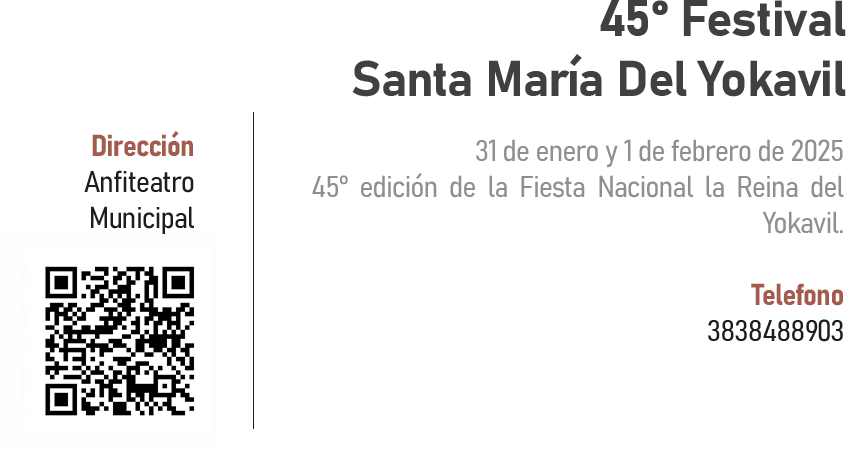 45° Festival
Santa María Del Yokavil
Dirección
Anfiteatro
Municipal
31 de enero y 1 de febrero de 2025
45° edición de la Fiesta Nacional la Reina del
Yokavil.
Telefono
3838488903